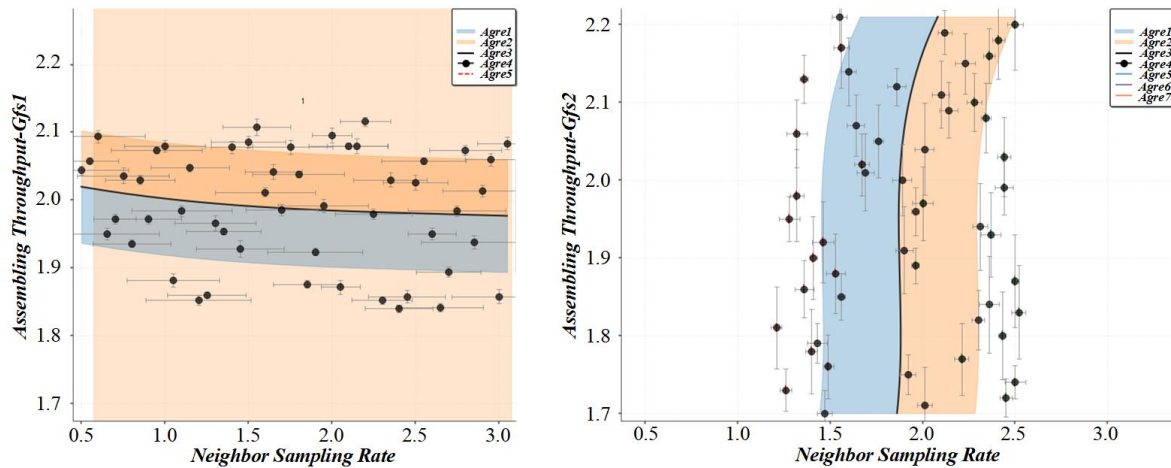 Agre1
Agre2
Agre3
Agre4
Agre5
2.2
2.1
2.0
1.9
1.8
1.7
Assembling Throughput-Gfs1
1
0.5
1.0
1.5
2.0
2.5
3.0
Neighbor Sampling Rate
Agre1
Agre2
Agre3
Agre4
Agre5
Agre6
Agre7
2.2
2.1
2.0
1.9
1.8
1.7
Assembling Throughput-Gfs2
0.5
1.0
1.5
2.0
2.5
3.0
Neighbor Sampling Rate